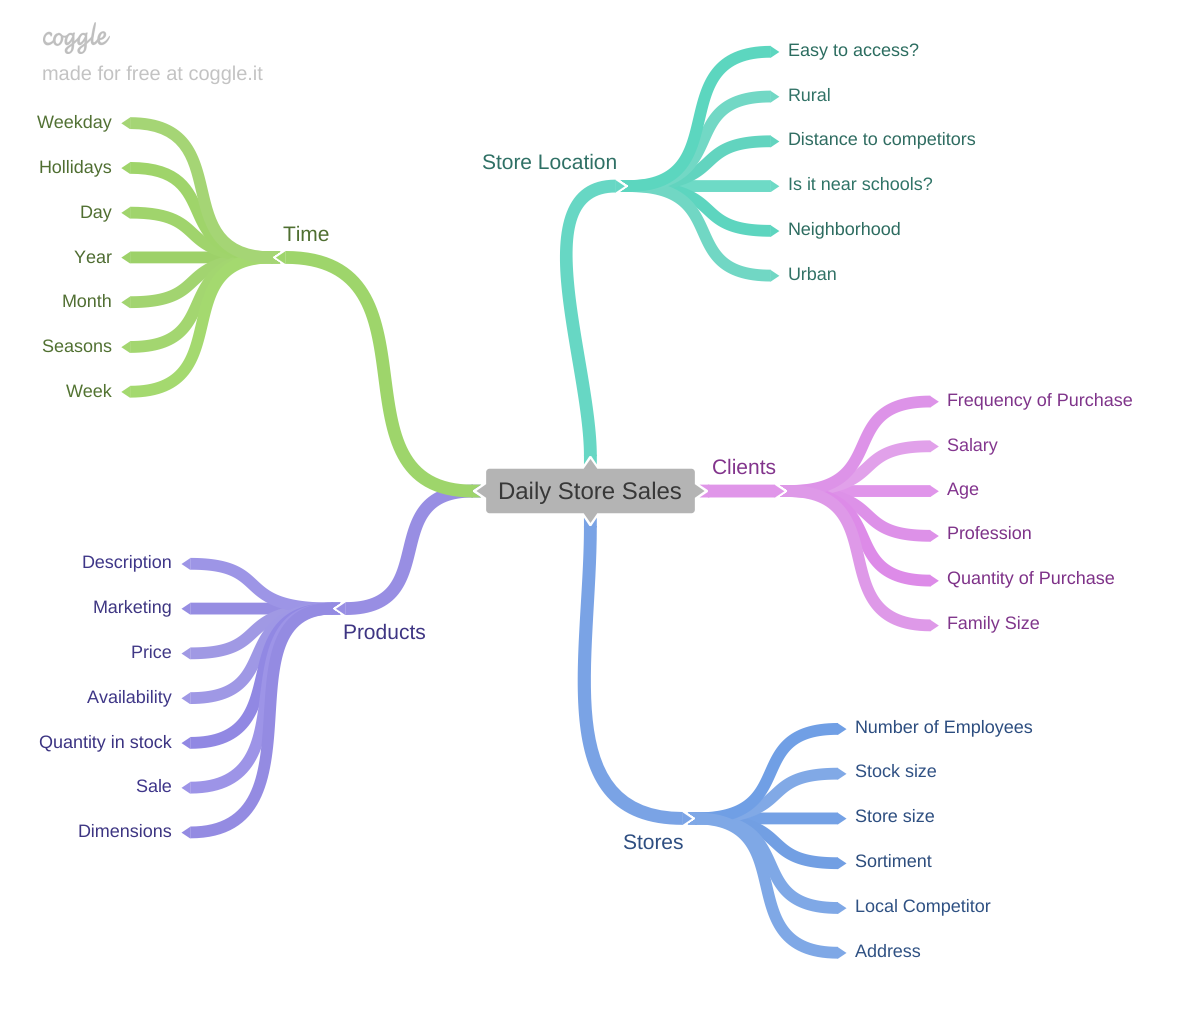 coggle
made for free at coggle.it
Weekday
Hollidays
Day
Year
Month
Seasons
Week
Time
Store Location
Easy to access?
Rural
Distance to competitors
Is it near schools?
Neighborhood
Urban
Daily Store Sales
Clients
Frequency of Purchase
Salary
Age
Profession
Quantity of Purchase
Family Size
Products
Description
Marketing
Price
Availability
Quantity in stock
Sale
Dimensions
Stores
Number of Employees
Stock size
Store size
Sortiment
Local Competitor
Address